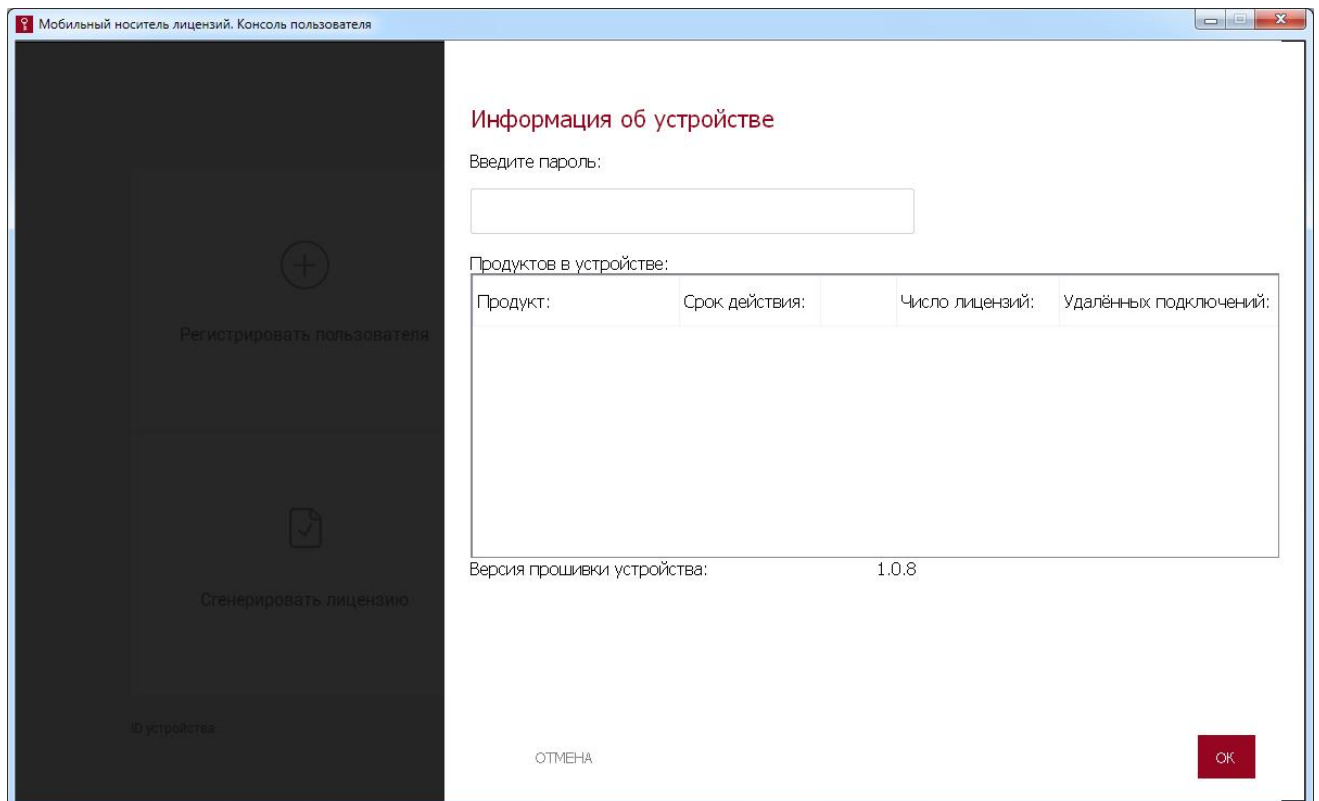 Мобильный носитель лицензий. Консоль пользователя
Информация об устройстве
Введите пароль:
Продуктов в устройстве:
Продукт: Срок действия: Число лицензий: Удалённых подключений:
Регистрировать пользователя
Версия прошивки устройства: 1.0.8
Сгенерировать лицензию
ID устройства
ОТМЕНА
ОК